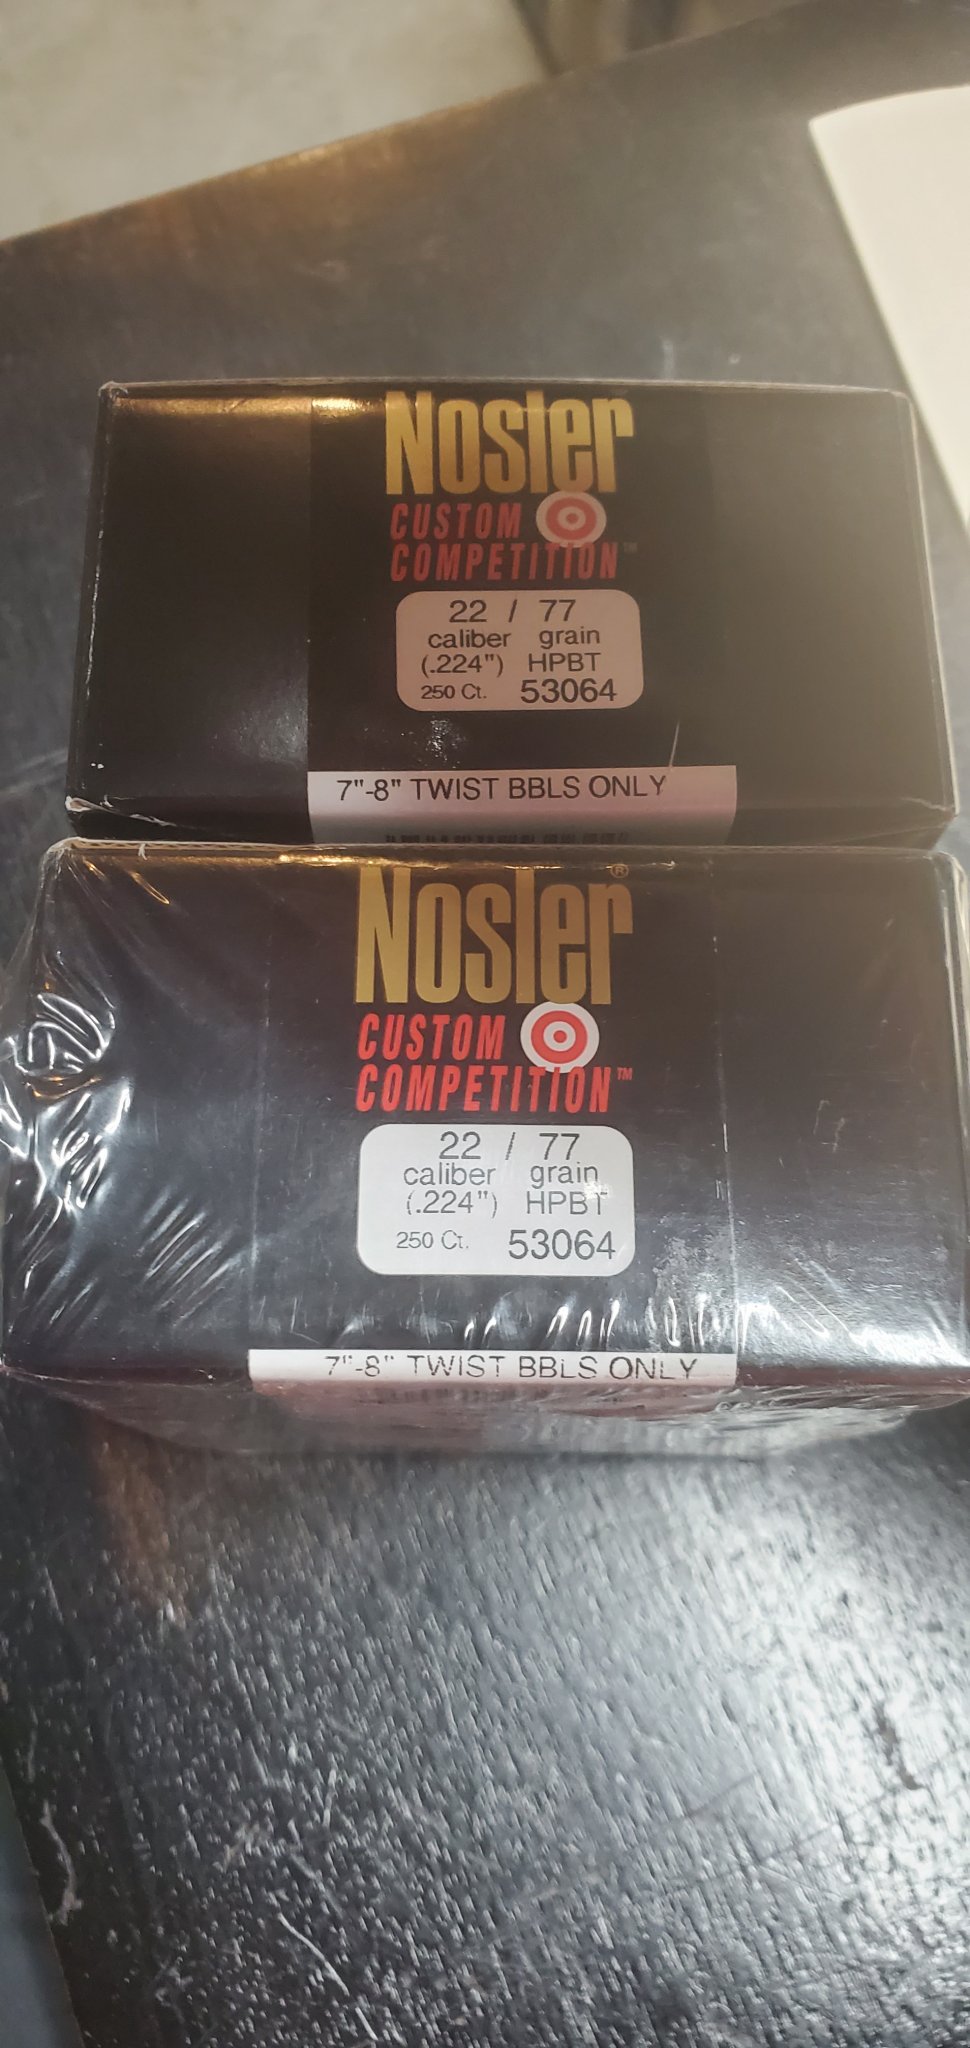 Nosler
CUSTOM
COMPETITION™
22 / 77
caliber grain
(.224") HPBT
250 Ct. 53064
7"-8" TWIST BBLS ONLY
Nosler®
CUSTOM
COMPETITION™
22 / 77
caliber grain
(.224") HPBT
250 Ct. 53064
7"-8" TWIST BBLS ONLY